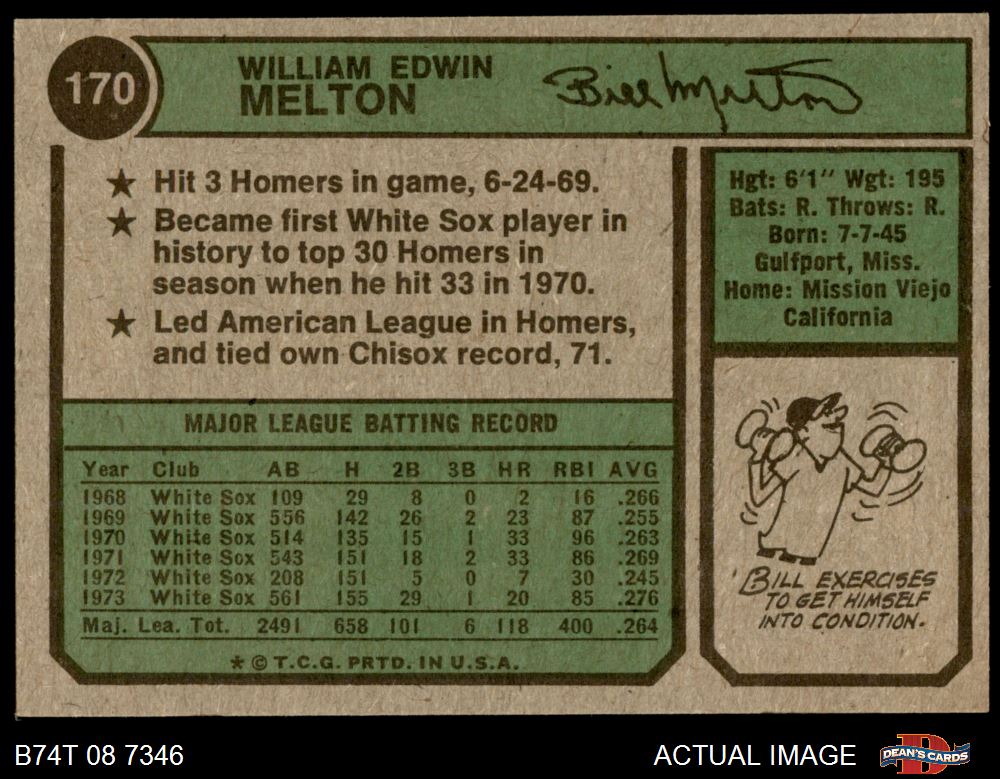 170
WILLIAM EDWIN
MELTON
Bill Melton
★ Hit 3 Homers in game, 6-24-69.
★ Became first White Sox player in
history to top 30 Homers in
season when he hit 33 in 1970.
★ Led American League in Homers,
and tied own Chisox record, 71.
Hgt: 6'1" Wgt: 195
Bats: R. Throws: R.
Born: 7-7-45
Gulfport, Miss.
Home: Mission Viejo
California
MAJOR LEAGUE BATTING RECORD
Year Club AB H 2B 3B HR RBI AVG
1968 White Sox 109 29 8 0 2 16 .266
1969 White Sox 556 142 26 2 23 87 .255
1970 White Sox 514 135 15 1 33 96 .263
1971 White Sox 543 151 18 2 33 86 .269
1972 White Sox 208 151 5 0 7 30 .245
1973 White Sox 561 155 29 1 20 85 .276
Maj. Lea. Tot. 2491 658 101 6 118 400 .264
★ © T.C.G. PRTD. IN U.S.A.
BILL EXERCISES
TO GET HIMSELF
INTO CONDITION.
B74T 08 7346
ACTUAL IMAGE
DEAN'S CARDS